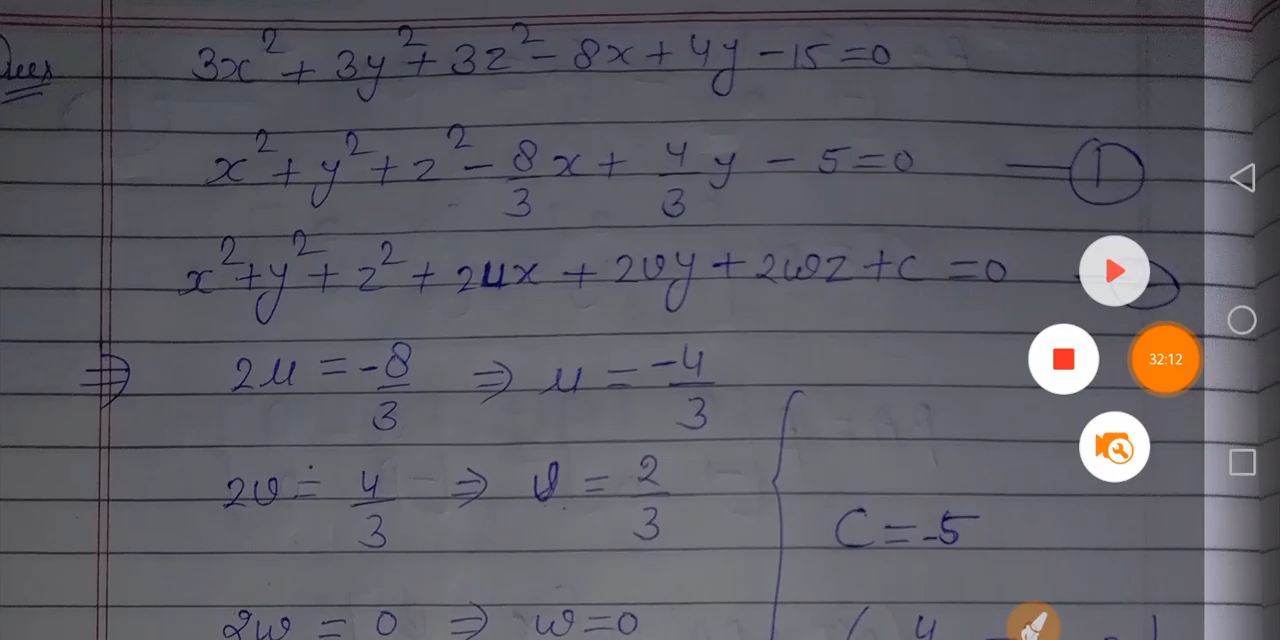 Ques 3x² + 3y² + 3z² - 8x + 4y - 15 = 0
x² + y² + z² - 8/3 x + 4/3 y - 5 = 0 — 1
x² + y² + z² + 2ux + 2vy + 2wz + c = 0
⇒ 2u = -8/3 ⇒ u = -4/3
2v = 4/3 ⇒ v = 2/3
C = -5
2w = 0 ⇒ w = 0
32:12